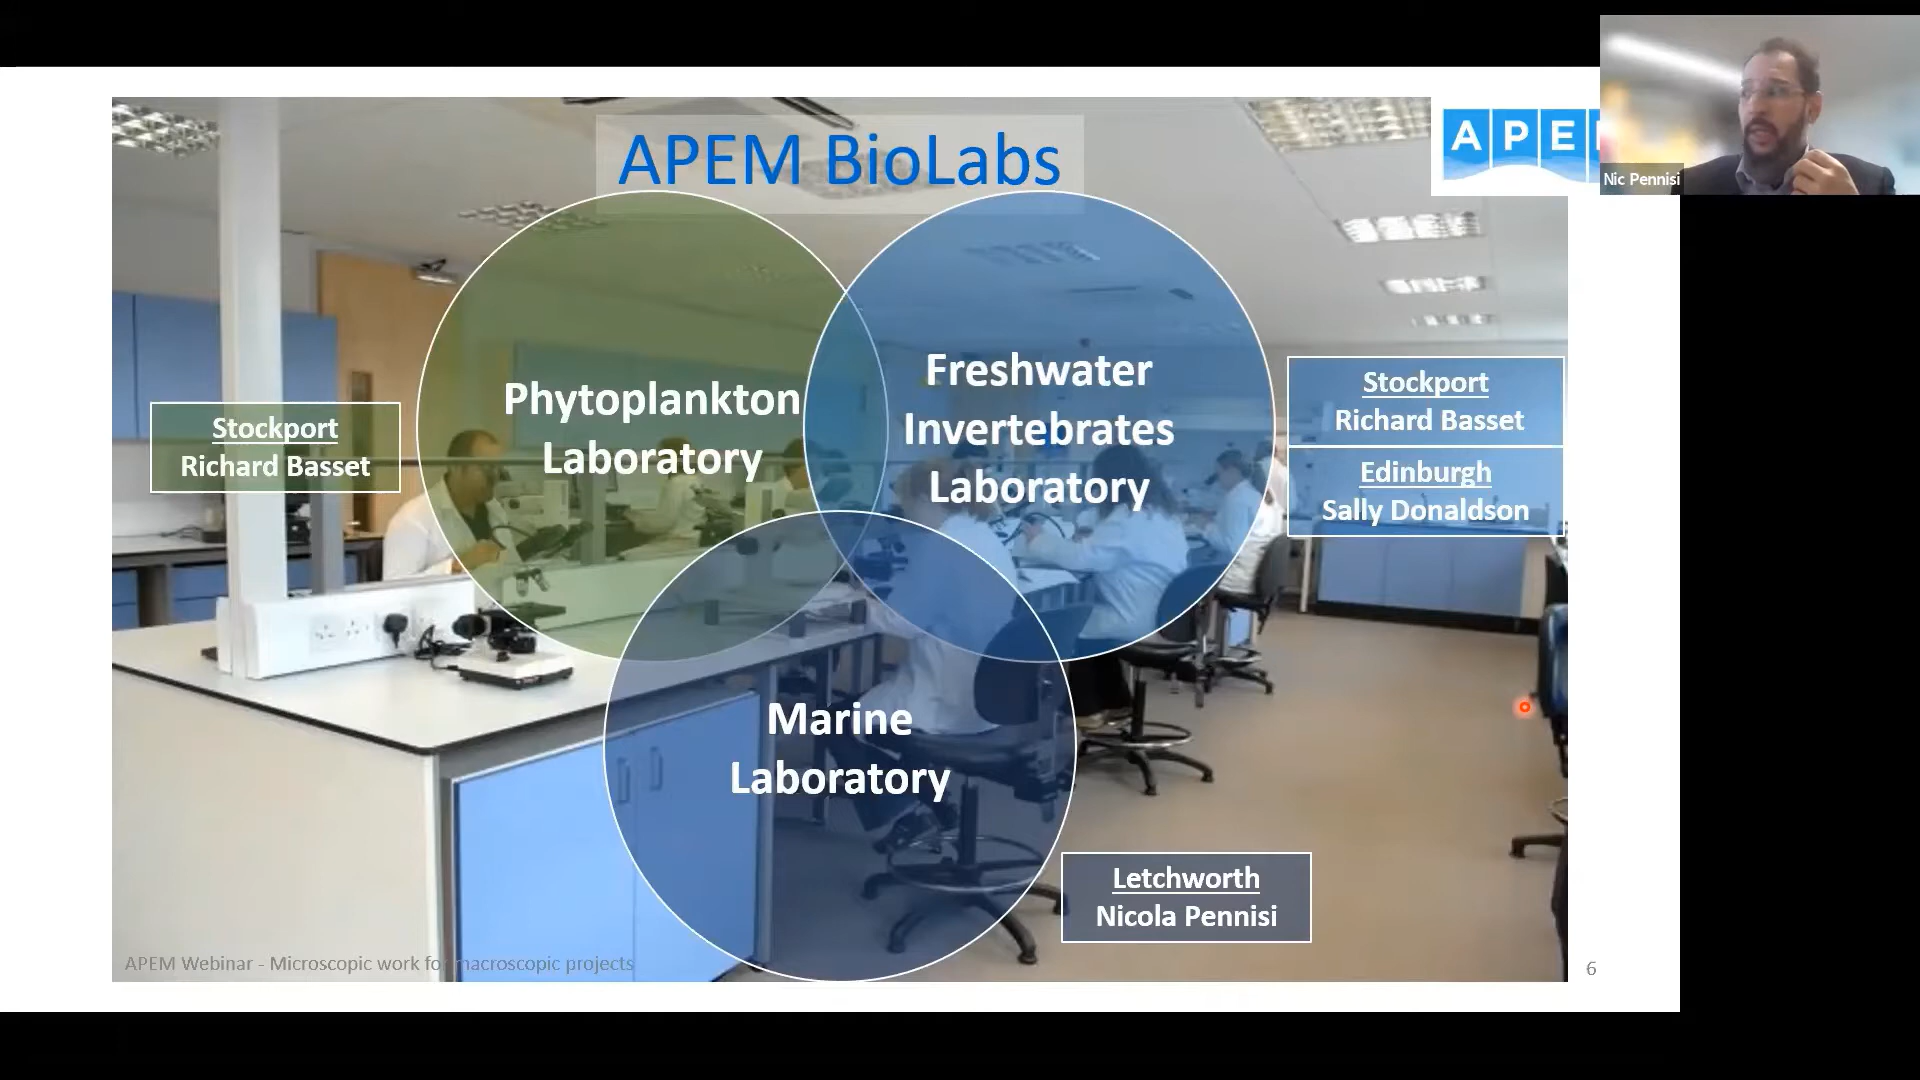 APEM BioLabs
APE
Nic Pennisi
Phytoplankton
Laboratory
Freshwater
Invertebrates
Laboratory
Stockport
Richard Basset
Stockport
Richard Basset
Edinburgh
Sally Donaldson
Marine
Laboratory
Letchworth
Nicola Pennisi
APEM Webinar - Microscopic work fo macroscopic projects
6